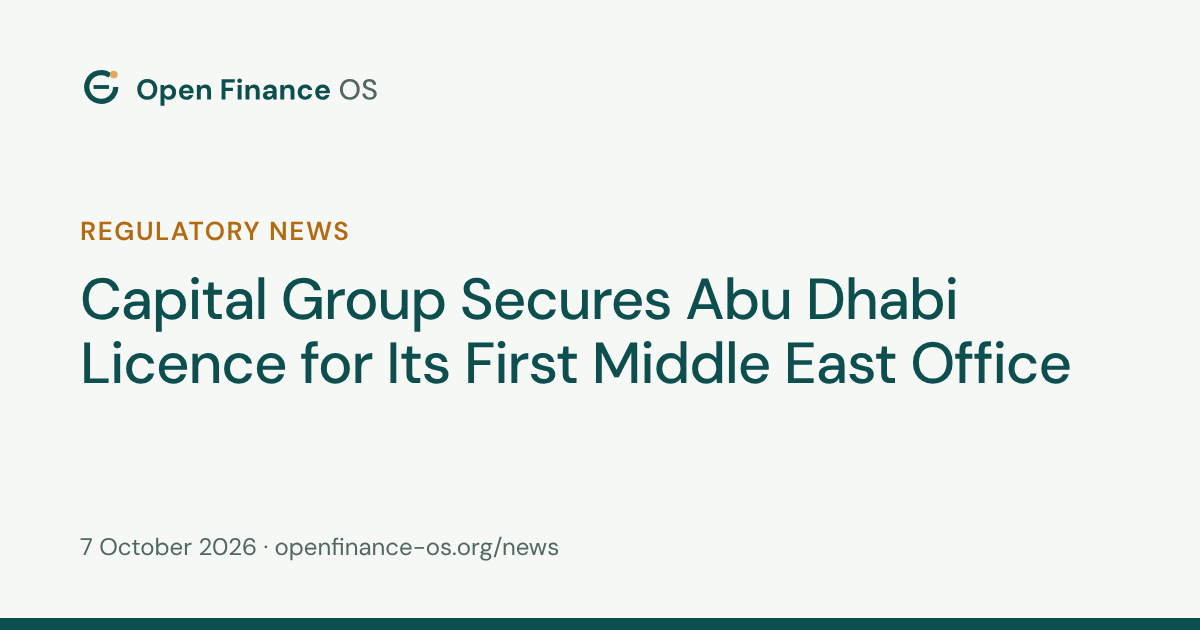 Open Finance OS
REGULATORY NEWS
Capital Group Secures Abu Dhabi
Licence for Its First Middle East Office
7 October 2026 · openfinance-os.org/news